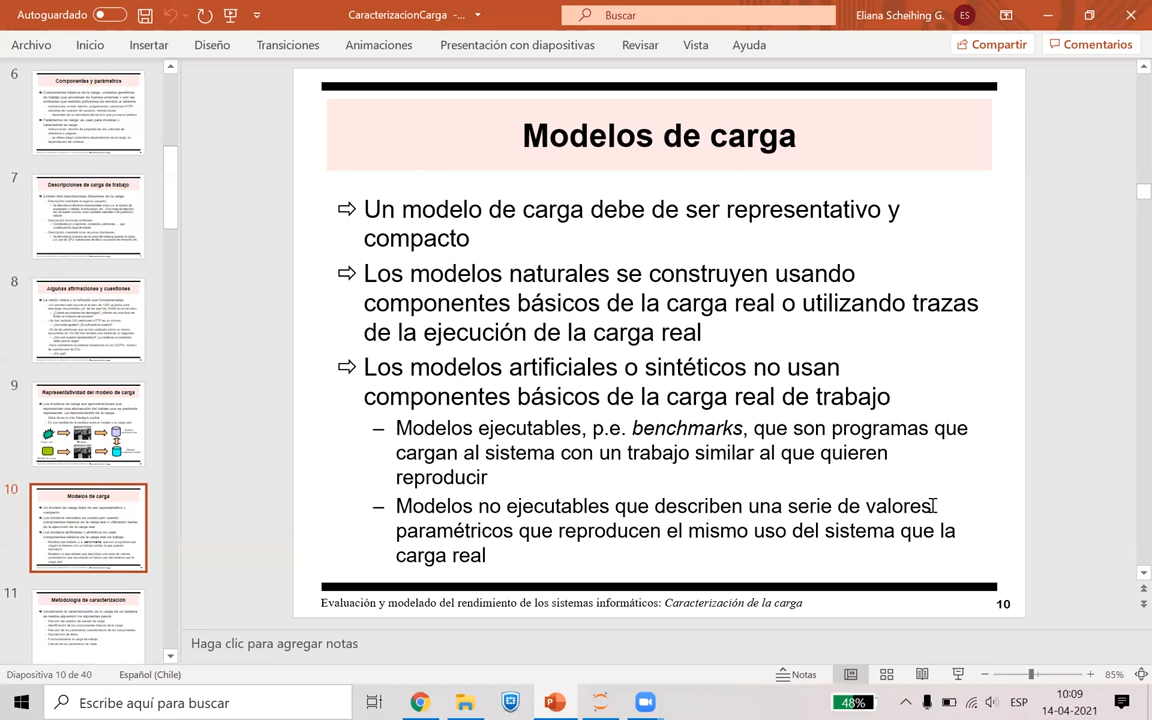 Autoguardado
CaracterizacionCarga -...
Buscar
Eliana Scheihing G.
ES
Archivo Inicio Insertar Diseño Transiciones Animaciones Presentación con diapositivas Revisar Vista Ayuda
Compartir
Comentarios
6
Componentes y parámetros
7
Descripciones de carga de trabajo
8
Algunas afirmaciones y cuestiones
9
Representatividad del modelo de carga
10
Modelos de carga
11
Metodología de caracterización
Modelos de carga
Un modelo de carga debe de ser representativo y
compacto
Los modelos naturales se construyen usando
componentes básicos de la carga real o utilizando trazas
de la ejecución de la carga real
Los modelos artificiales o sintéticos no usan
componentes básicos de la carga real de trabajo
– Modelos ejecutables, p.e. benchmarks, que son programas que
cargan al sistema con un trabajo similar al que quieren
reproducir
– Modelos no ejecutables que describen una serie de valores
paramétricos que reproducen el mismo uso del sistema que la
carga real
Evaluación y modelado del rendimiento de los sistemas informáticos: Caracterización de la carga
10
Haga clic para agregar notas
Diapositiva 10 de 40
Español (Chile)
Notas
85%
Escribe aquí para buscar
48%
ESP
10:09
14-04-2021